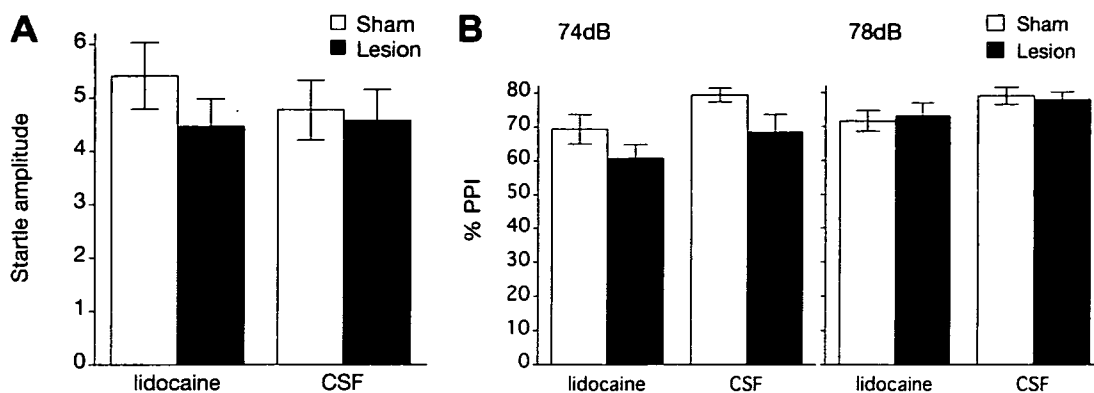 A
Sham
Lesion
Startle amplitude
6
5
4
3
2
1
0
lidocaine CSF
B
74dB 78dB
Sham
Lesion
% PPI
80
70
60
50
40
30
20
10
0
lidocaine CSF lidocaine CSF